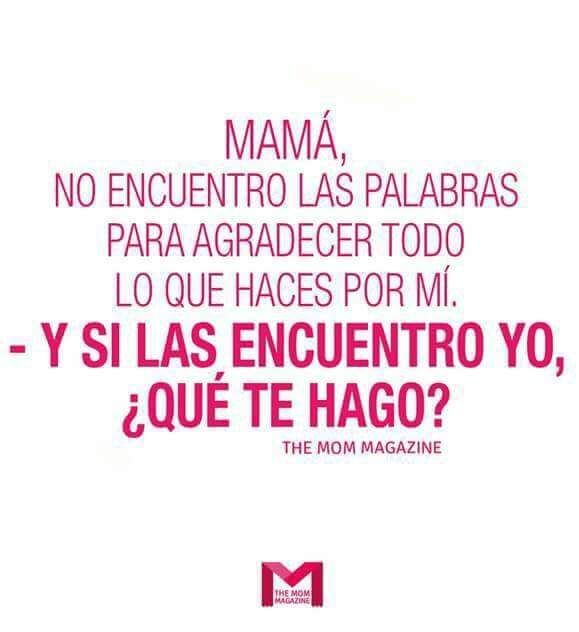 MAMÁ,
NO ENCUENTRO LAS PALABRAS
PARA AGRADECER TODO
LO QUE HACES POR MÍ.
- Y SI LAS ENCUENTRO YO,
¿QUÉ TE HAGO?
THE MOM MAGAZINE
THE MOM
MAGAZINE